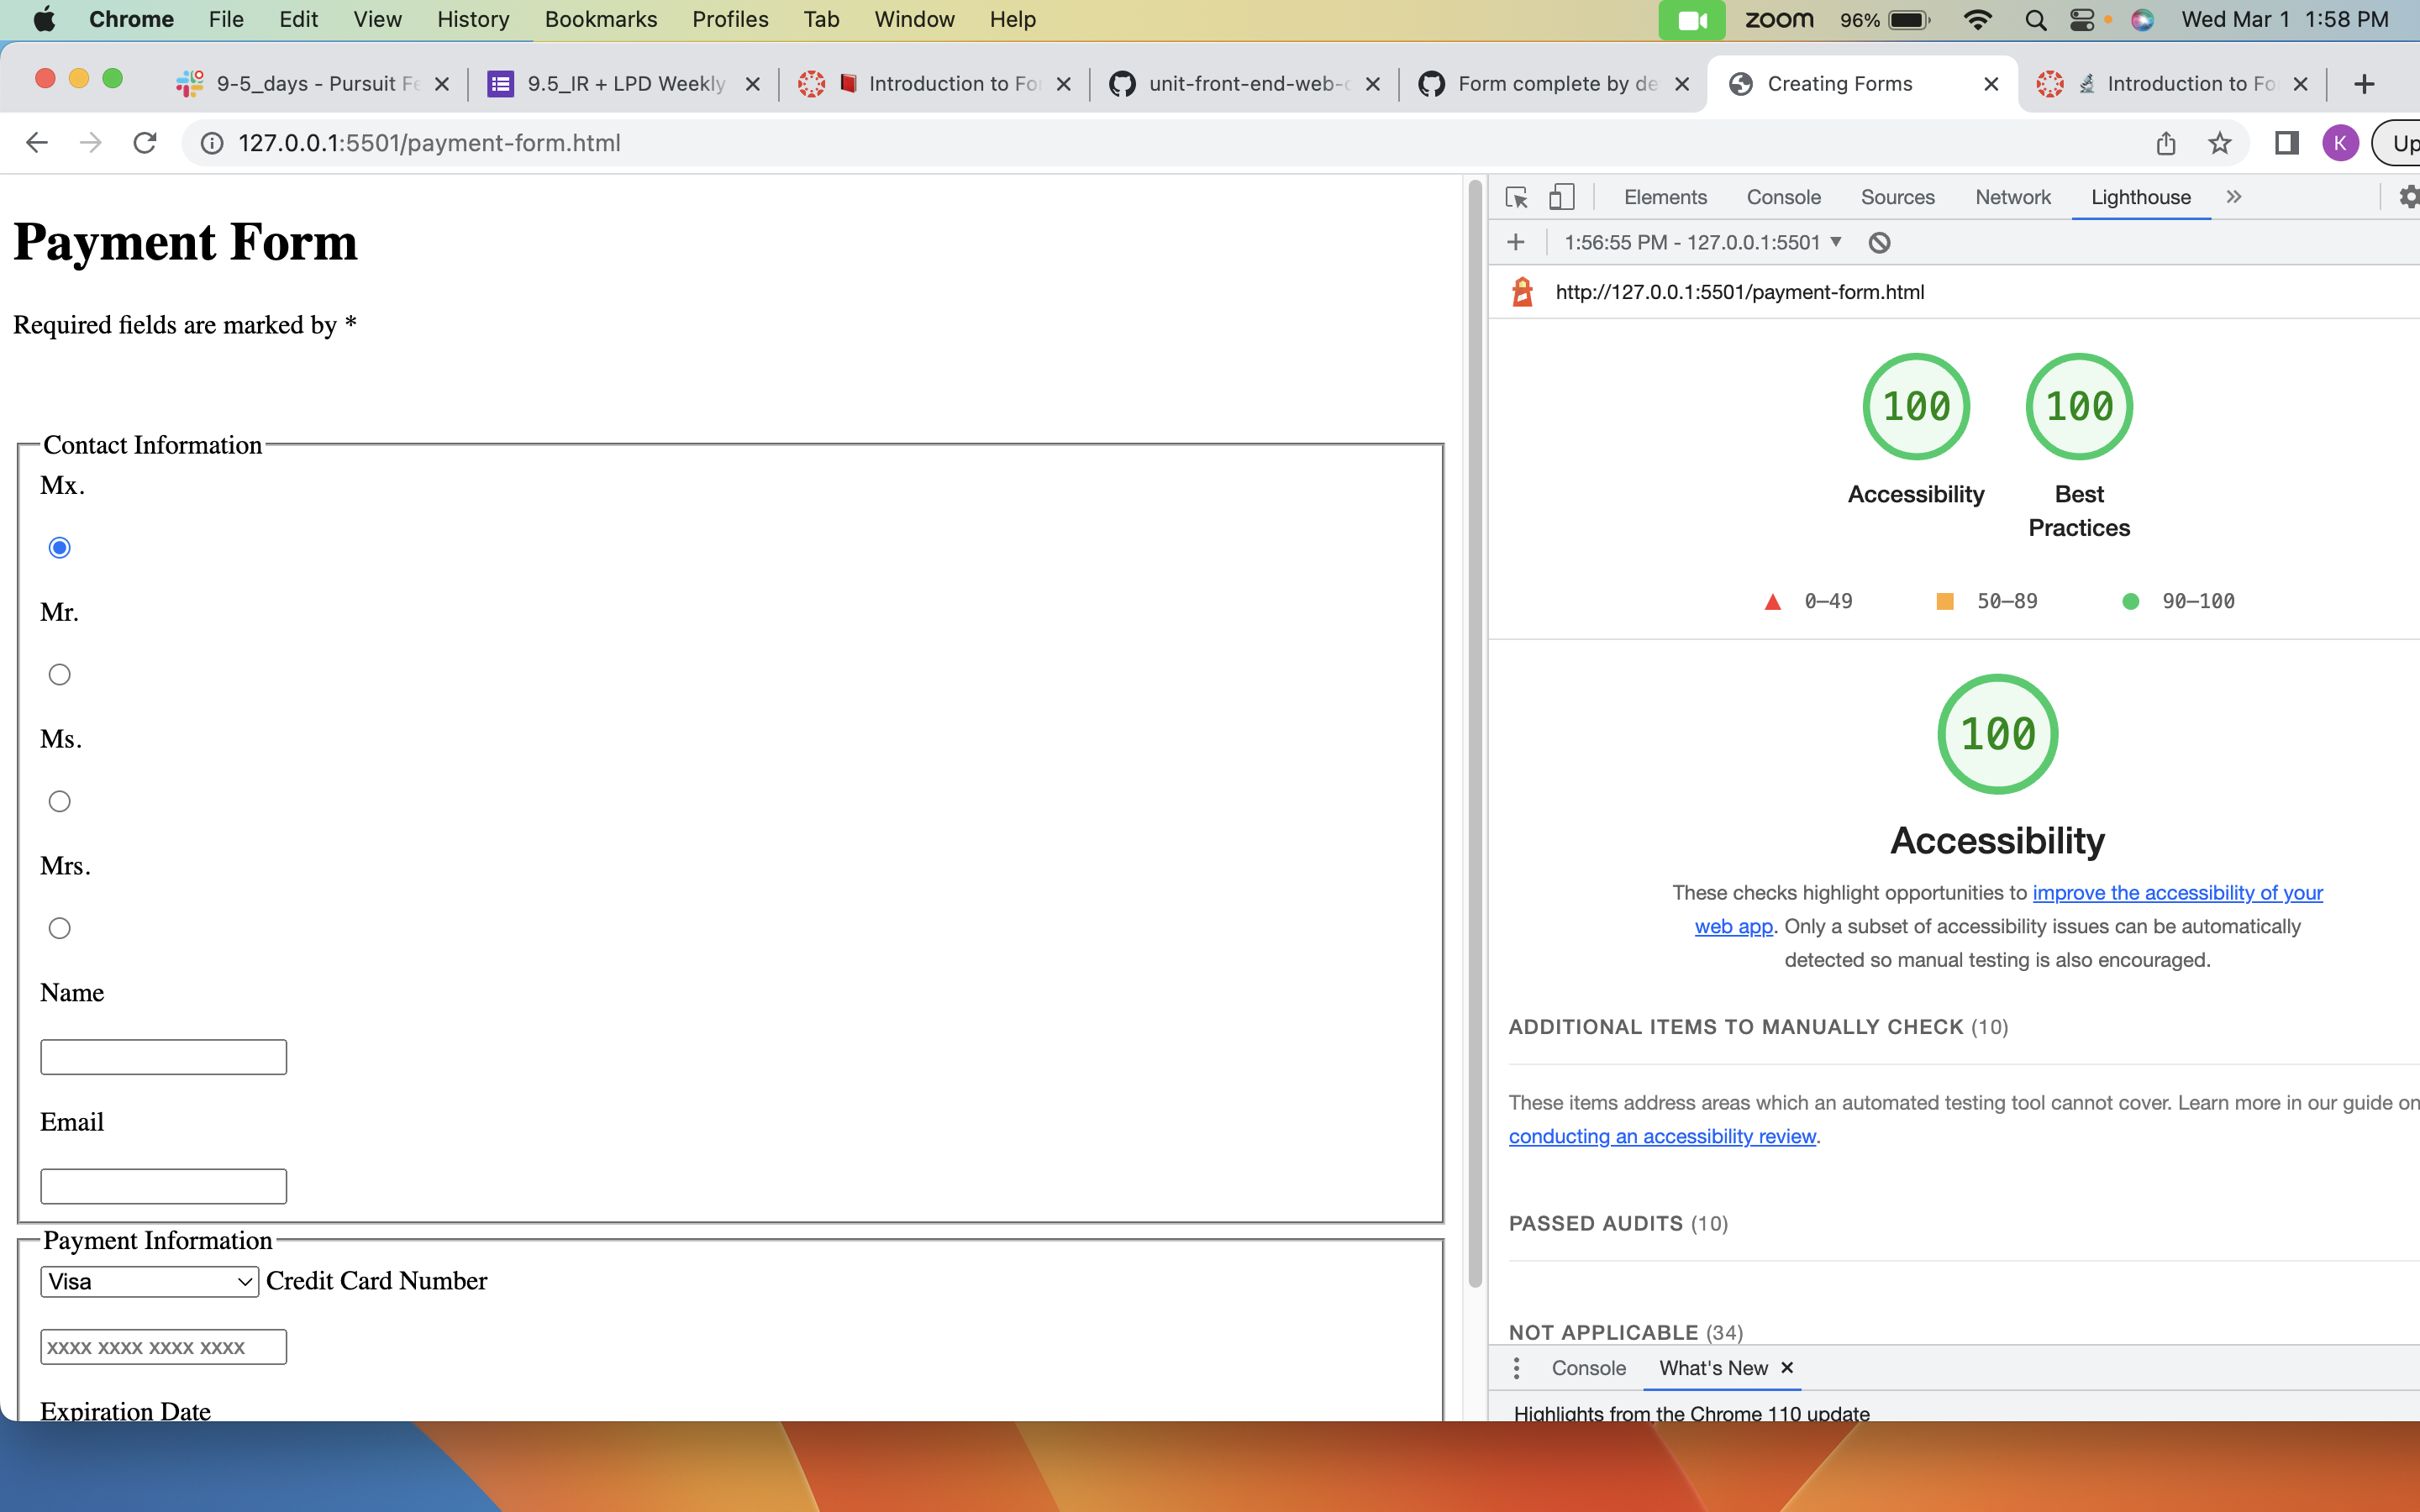 Chrome File Edit View History Bookmarks Profiles Tab Window Help zoom 96% Wed Mar 1 1:58 PM
9-5_days - Pursuit Fe 9.5_IR + LPD Weekly Introduction to For unit-front-end-web- Form complete by de Creating Forms Introduction to Fo
127.0.0.1:5501/payment-form.html K Up
Payment Form
Required fields are marked by *
Contact Information
Mx.
Mr.
Ms.
Mrs.
Name
Email
Payment Information
Visa Credit Card Number
xxxx xxxx xxxx xxxx
Expiration Date
Elements Console Sources Network Lighthouse
1:56:55 PM - 127.0.0.1:5501
http://127.0.0.1:5501/payment-form.html
100 100
Accessibility Best
Practices
0–49 50–89 90–100
100
Accessibility
These checks highlight opportunities to improve the accessibility of your
web app. Only a subset of accessibility issues can be automatically
detected so manual testing is also encouraged.
ADDITIONAL ITEMS TO MANUALLY CHECK (10)
These items address areas which an automated testing tool cannot cover. Learn more in our guide on
conducting an accessibility review.
PASSED AUDITS (10)
NOT APPLICABLE (34)
Console What's New
Highlights from the Chrome 110 update